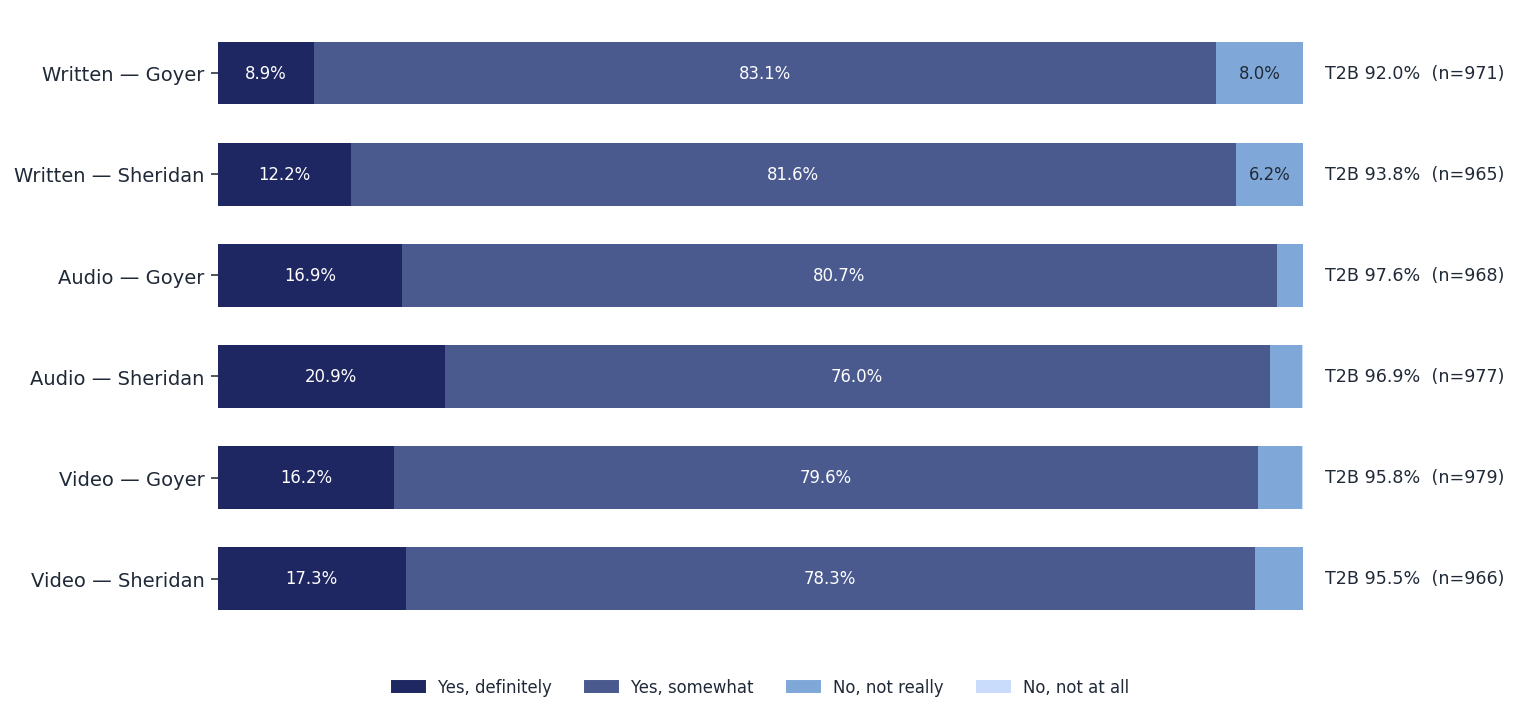 Written — Goyer 8.9% 83.1% 8.0% T2B 92.0% (n=971)
Written — Sheridan 12.2% 81.6% 6.2% T2B 93.8% (n=965)
Audio — Goyer 16.9% 80.7% T2B 97.6% (n=968)
Audio — Sheridan 20.9% 76.0% T2B 96.9% (n=977)
Video — Goyer 16.2% 79.6% T2B 95.8% (n=979)
Video — Sheridan 17.3% 78.3% T2B 95.5% (n=966)
Yes, definitely Yes, somewhat No, not really No, not at all